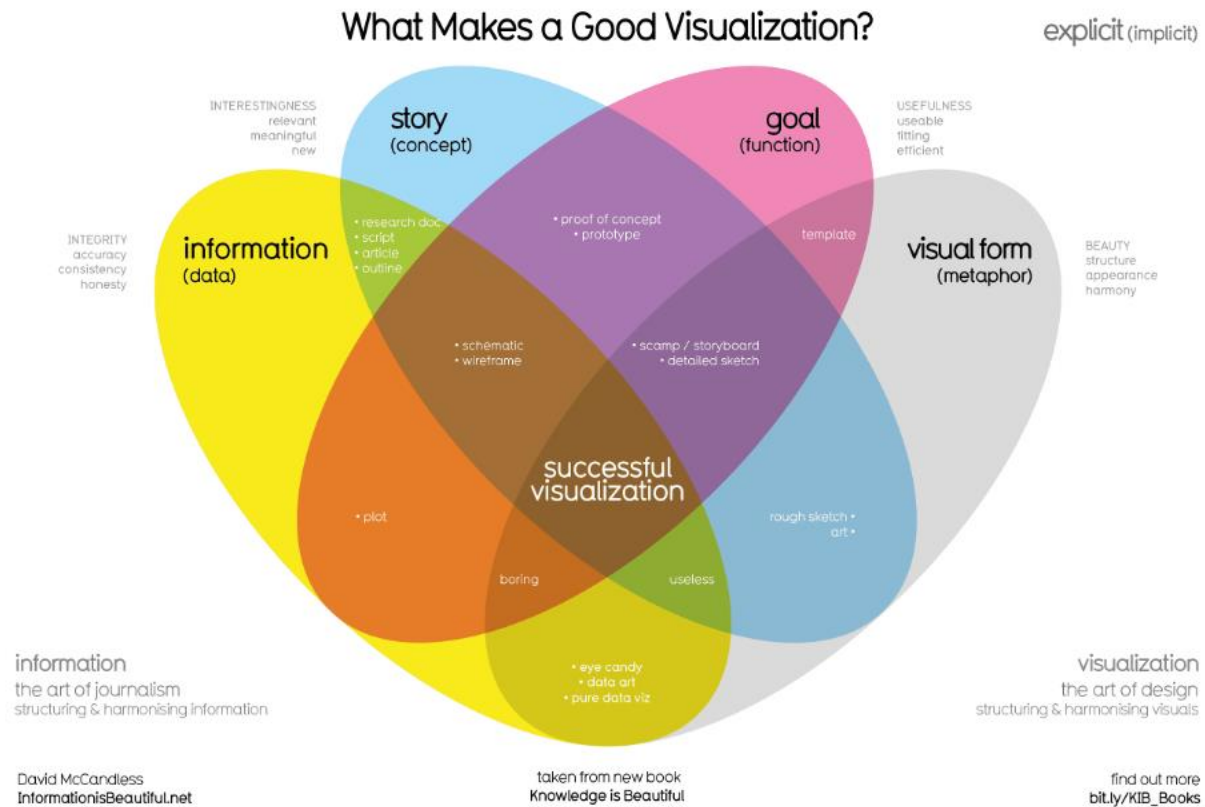 What Makes a Good Visualization?
explicit (implicit)
INTERESTINGNESS
relevant
meaningful
new
story
(concept)
goal
(function)
USEFULNESS
useable
fitting
efficient
INTEGRITY
accuracy
consistency
honesty
information
(data)
• research doc
• script
• article
• outline
• proof of concept
• prototype
template
visual form
(metaphor)
BEAUTY
structure
appearance
harmony
• schematic
• wireframe
• scamp / storyboard
• detailed sketch
successful
visualization
• plot
rough sketch •
art •
boring
useless
• eye candy
• data art
• pure data viz
information
the art of journalism
structuring & harmonising information
visualization
the art of design
structuring & harmonising visuals
David McCandless
InformationisBeautiful.net
taken from new book
Knowledge is Beautiful
find out more
bit.ly/KIB_Books